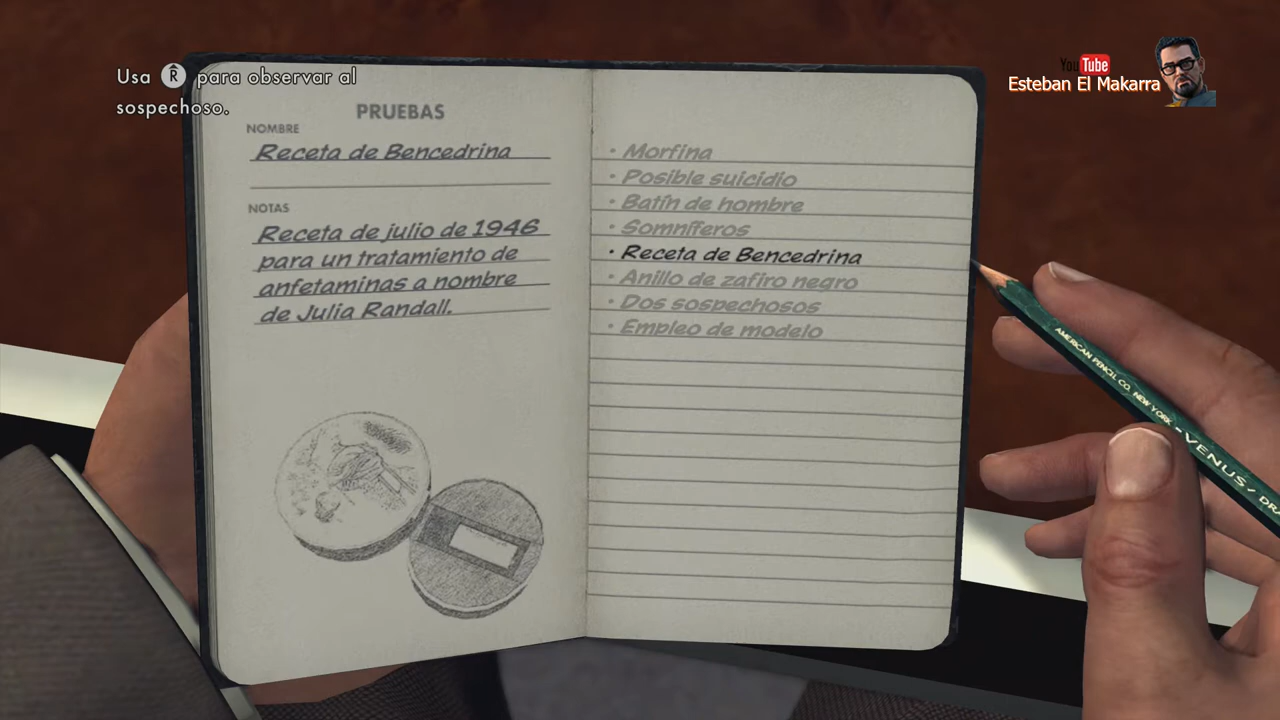 Usa R para observar al
sospechoso.
YouTube
Esteban El Makarra
PRUEBAS
NOMBRE
Receta de Bencedrina
NOTAS
Receta de julio de 1946
para un tratamiento de
anfetaminas a nombre
de Julia Randall.
• Morfina
• Posible suicidio
• Batín de hombre
• Somníferos
• Receta de Bencedrina
• Anillo de zafiro negro
• Dos sospechosos
• Empleo de modelo
AMERICAN PENCIL CO. NEW YORK - VENUS / DRA